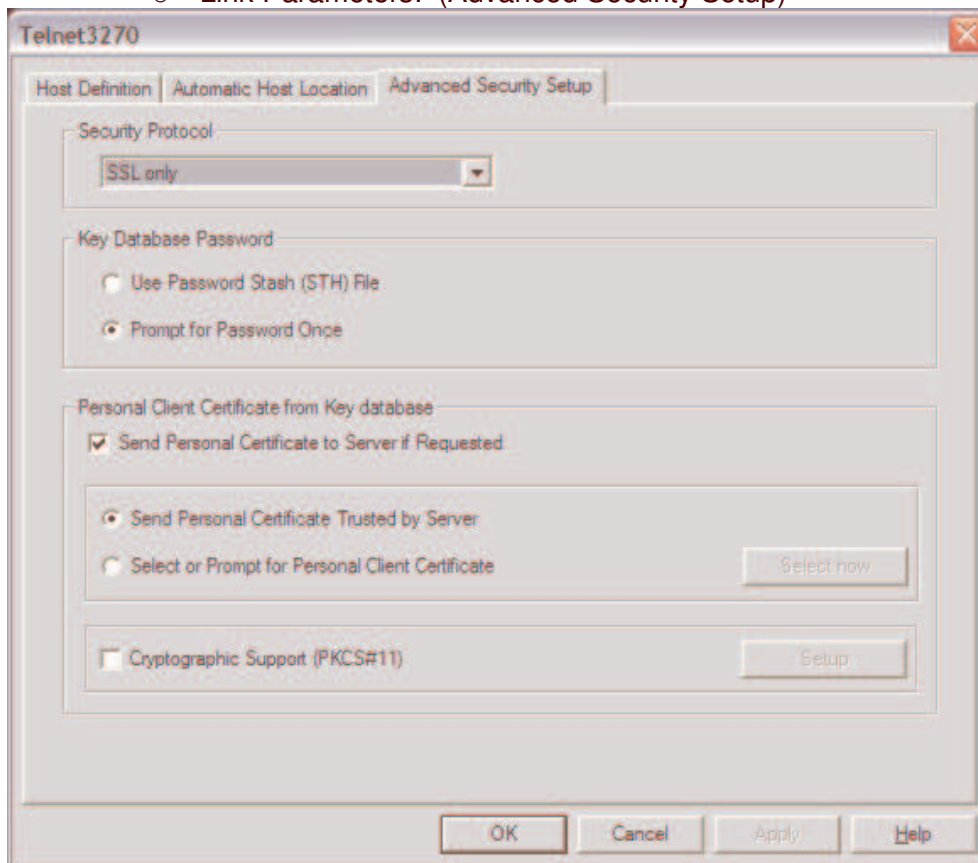 o Link Parameters: (Advanced Security Setup)
Telnet3270
Host Definition Automatic Host Location Advanced Security Setup
Security Protocol
SSL only
Key Database Password
Use Password Stash (STH) File
Prompt for Password Once
Personal Client Certificate from Key database
Send Personal Certificate to Server if Requested
Send Personal Certificate Trusted by Server
Select or Prompt for Personal Client Certificate Select now
Cryptographic Support (PKCS#11) Setup
OK Cancel Apply Help